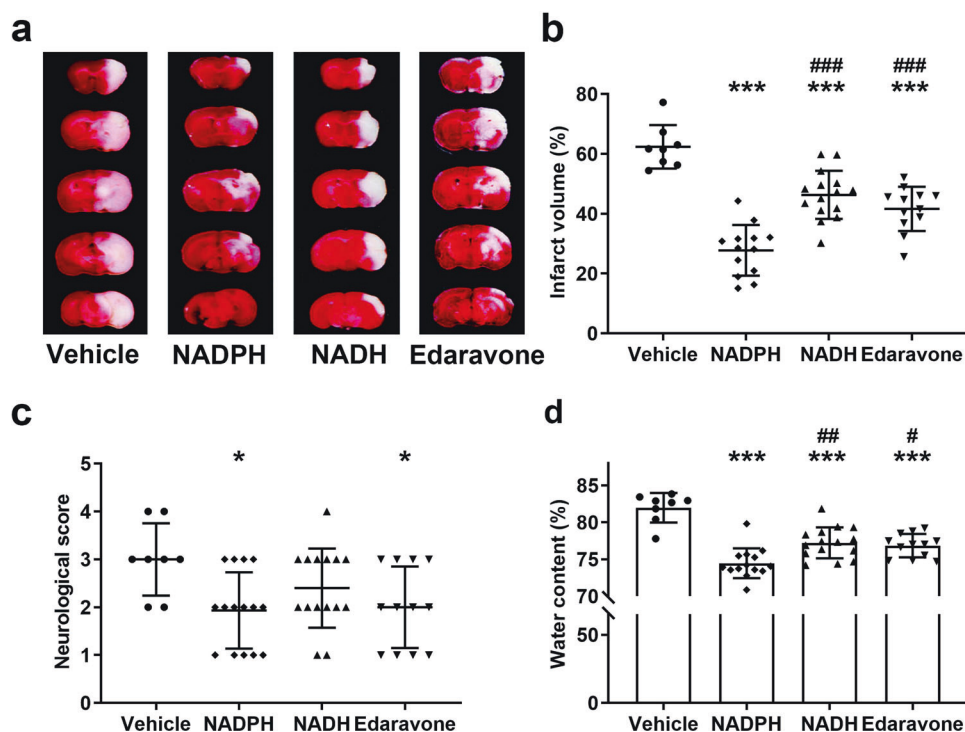 a
Vehicle NADPH NADH Edaravone
b
### ###
*** *** ***
Infarct volume (%)
80
60
40
20
0
Vehicle NADPH NADH Edaravone
c
* *
Neurological score
5
4
3
2
1
0
Vehicle NADPH NADH Edaravone
d
## #
*** *** ***
Water content (%)
85
80
75
70
50
0
Vehicle NADPH NADH Edaravone